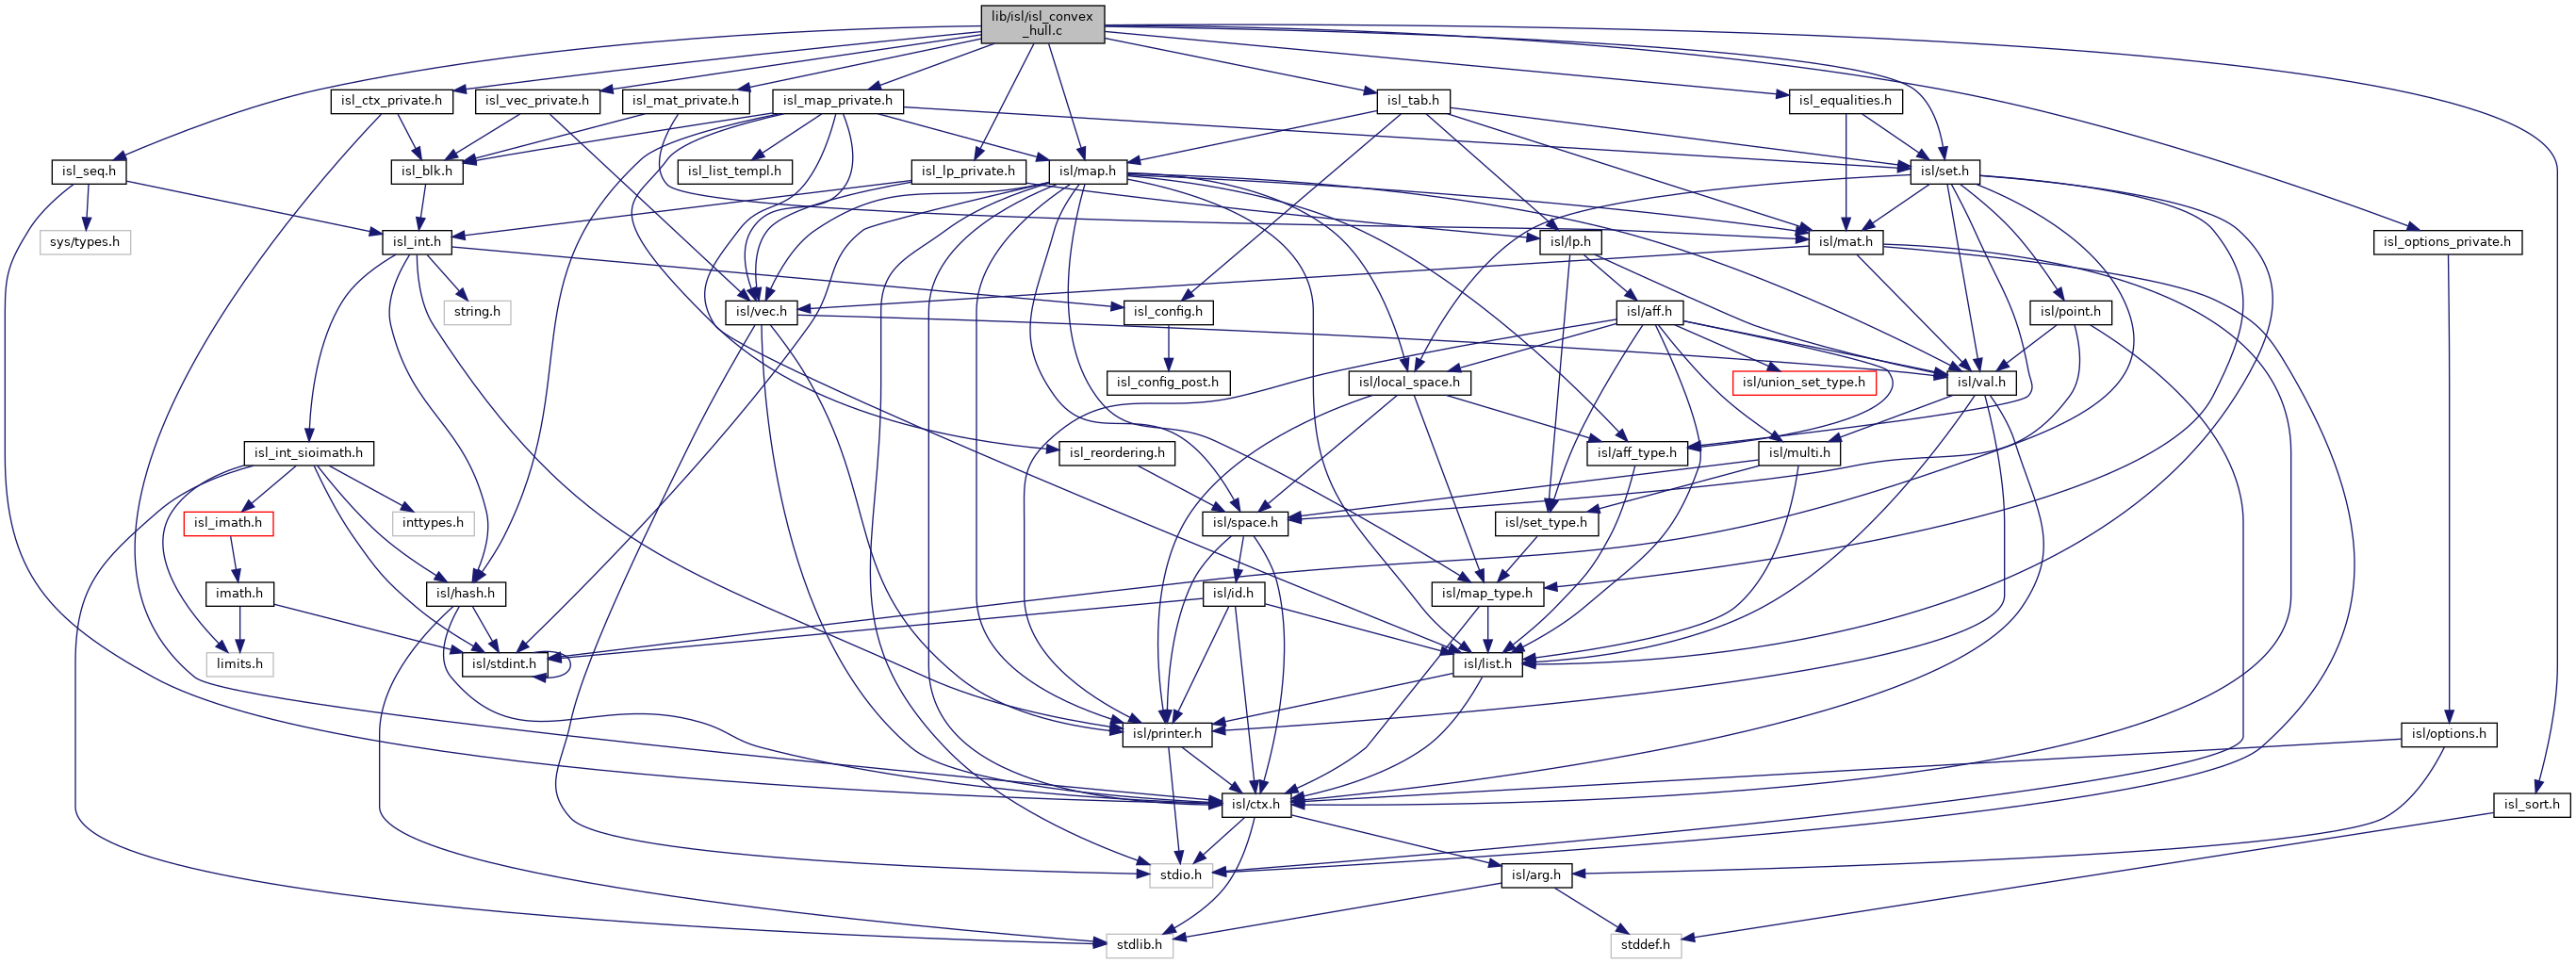 lib/isl/isl_convex
_hull.c
isl_ctx_private.h
isl_vec_private.h
isl_mat_private.h
isl_map_private.h
isl_tab.h
isl_equalities.h
isl_seq.h
isl_blk.h
isl_list_templ.h
isl_lp_private.h
isl/map.h
isl/set.h
sys/types.h
isl_int.h
isl/lp.h
isl/mat.h
isl_options_private.h
string.h
isl/vec.h
isl_config.h
isl/aff.h
isl/point.h
isl_config_post.h
isl/local_space.h
isl/union_set_type.h
isl/val.h
isl_int_sioimath.h
isl_reordering.h
isl/aff_type.h
isl/multi.h
isl_imath.h
inttypes.h
isl/space.h
isl/set_type.h
imath.h
isl/hash.h
isl/id.h
isl/map_type.h
limits.h
isl/stdint.h
isl/list.h
isl/printer.h
isl/options.h
isl/ctx.h
isl_sort.h
stdio.h
isl/arg.h
stdlib.h
stddef.h